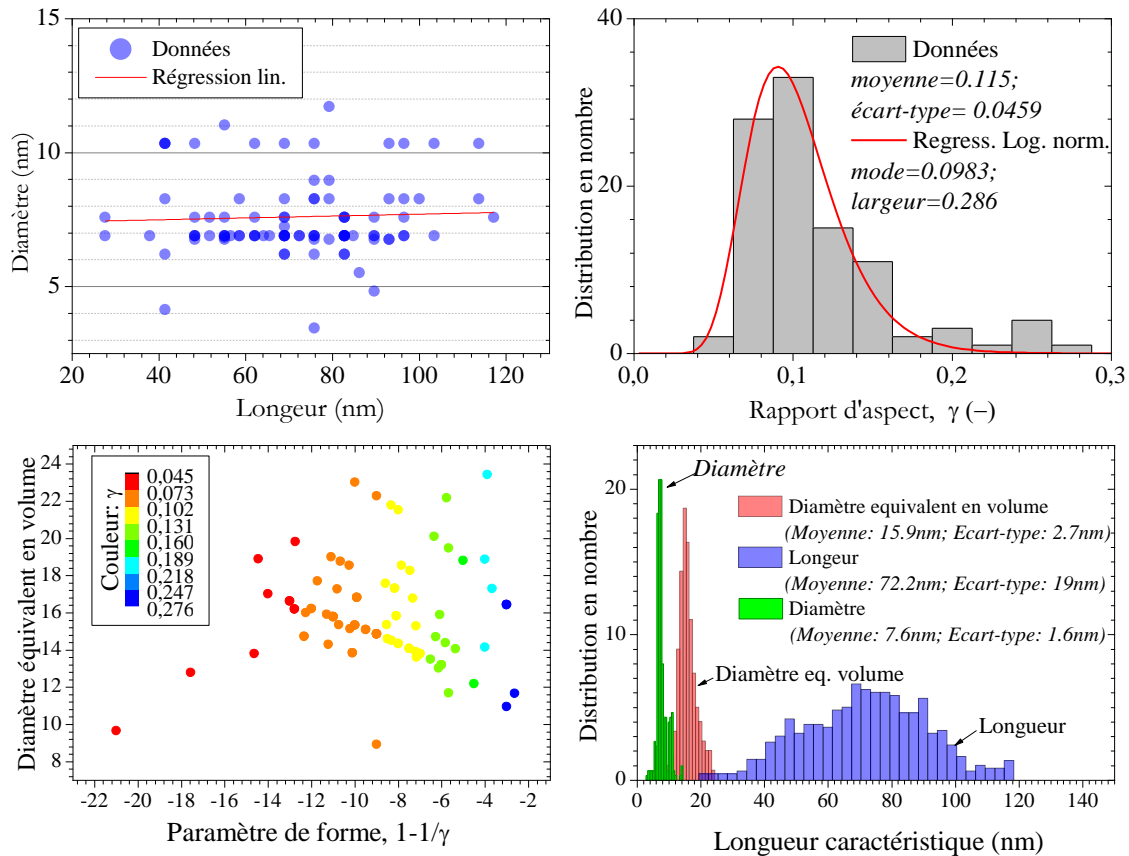 15
10
5
20
40
60
80
100
120
Diamètre (nm)
Longeur (nm)
Données
Régression lin.
40
20
0
0,0
0,1
0,2
0,3
Distribution en nombre
Rapport d'aspect, γ (−)
Données
moyenne=0.115;
écart-type= 0.0459
Regress. Log. norm.
mode=0.0983;
largeur=0.286
24
22
20
18
16
14
12
10
8
-22
-20
-18
-16
-14
-12
-10
-8
-6
-4
-2
Diamètre équivalent en volume
Paramètre de forme, 1-1/γ
Couleur: γ
0,045
0,073
0,102
0,131
0,160
0,189
0,218
0,247
0,276
20
10
0
0
20
40
60
80
100
120
140
Distribution en nombre
Longueur caractéristique (nm)
Diamètre
Diamètre equivalent en volume
(Moyenne: 15.9nm; Ecart-type: 2.7nm)
Longeur
(Moyenne: 72.2nm; Ecart-type: 19nm)
Diamètre
(Moyenne: 7.6nm; Ecart-type: 1.6nm)
Diamètre eq. volume
Longueur